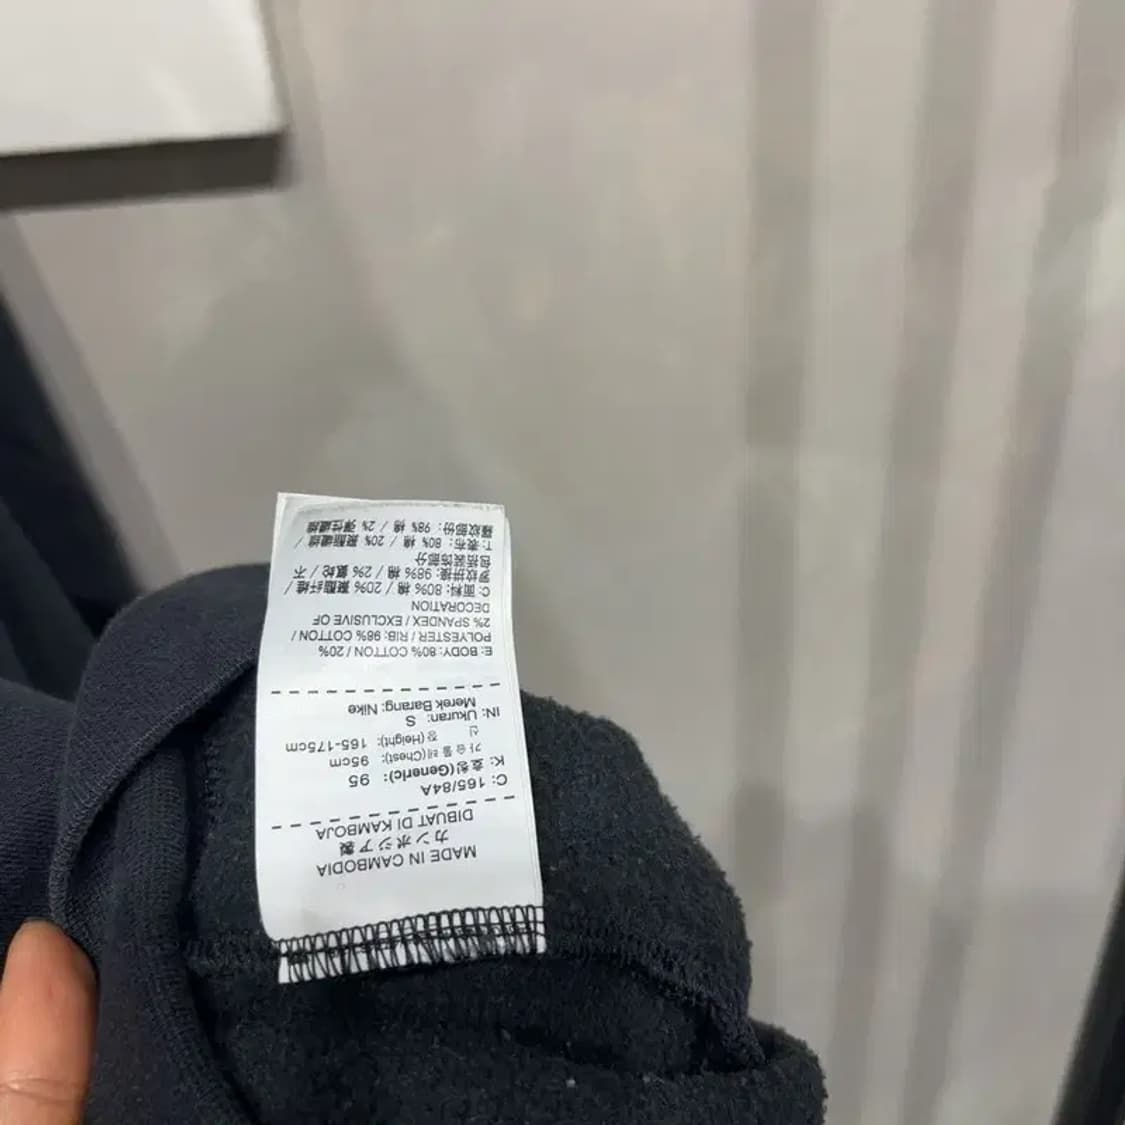 MADE IN CAMBODIA
カンボジア製
DIBUAT DI KAMBOJA
C: 165/84A
K: 호칭(Generic): 95
가슴둘레(Chest): 95cm
신 장(Height): 165-175cm
IN: Ukuran: S
Merek Barang: Nike
E: BODY: 80% COTTON / 20%
POLYESTER / RIB: 98% COTTON /
2% SPANDEX / EXCLUSIVE OF
DECORATION
C: 面料: 80% 棉 / 20% 聚酯纤维 /
罗纹拼接: 98% 棉 / 2% 氨纶 / 不
包括装饰部分
T: 表布: 80% 棉 / 20% 聚酯纖維 /
羅紋部份: 98% 棉 / 2% 彈性纖維